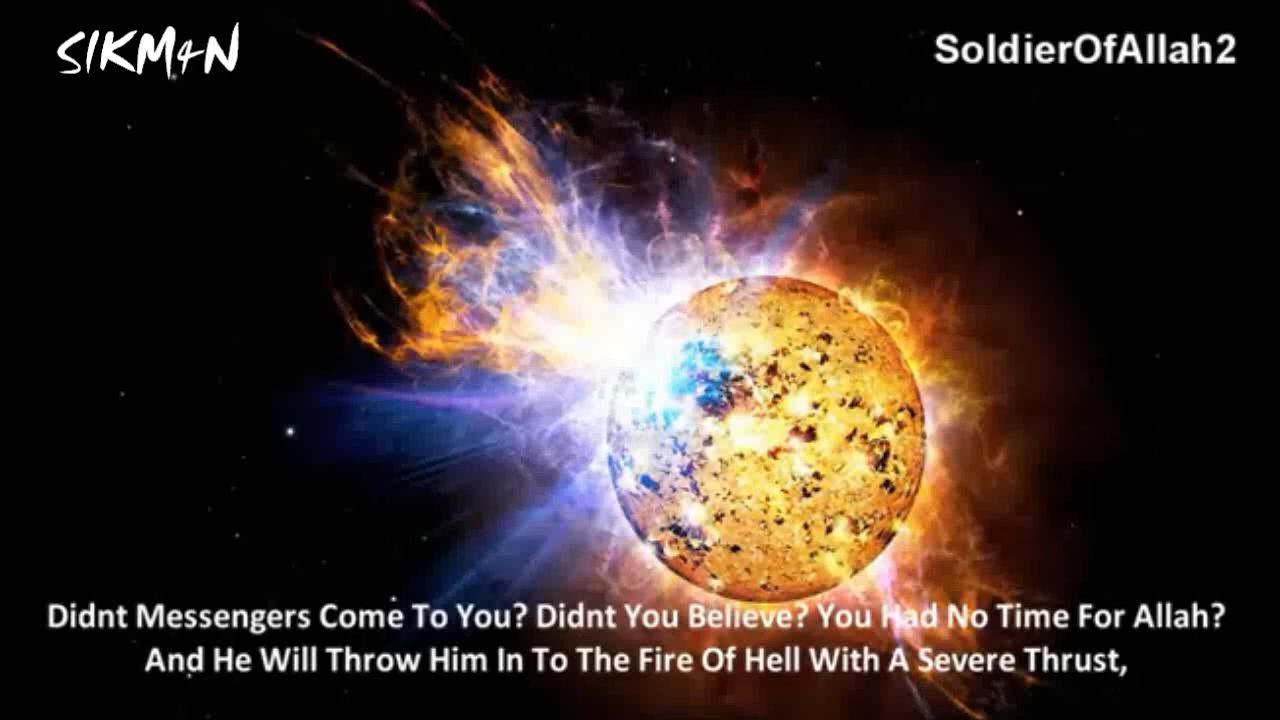 SIKM4N
SoldierOfAllah2
Didnt Messengers Come To You? Didnt You Believe? You Had No Time For Allah?
And He Will Throw Him In To The Fire Of Hell With A Severe Thrust,